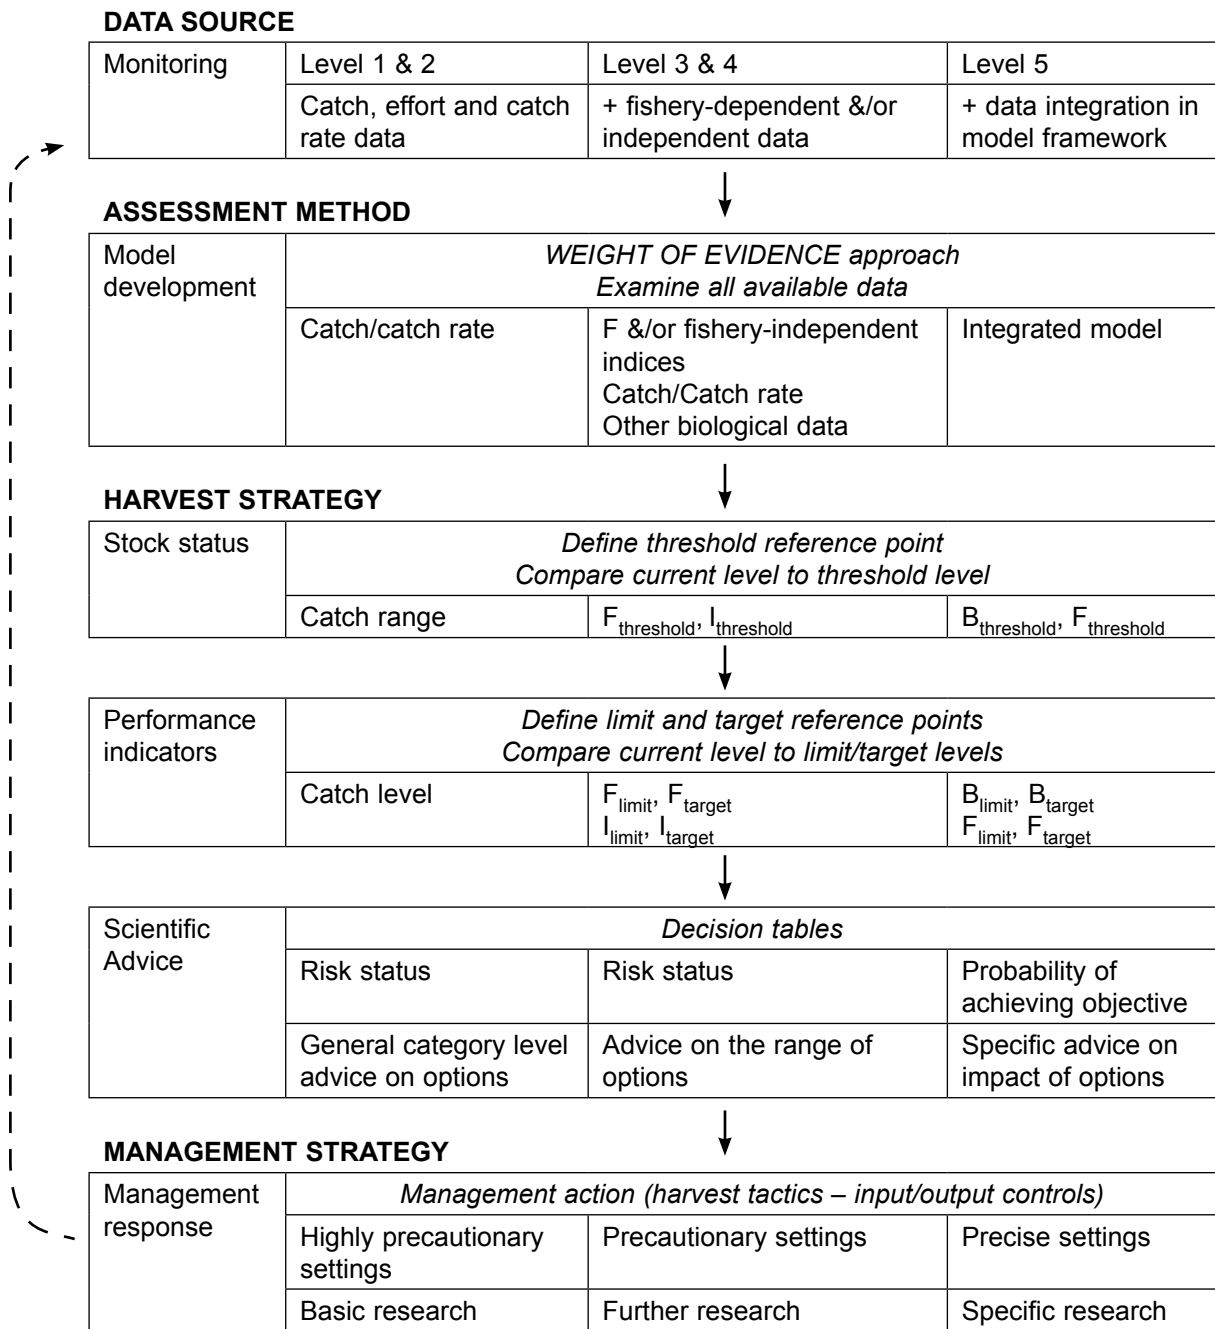 DATA SOURCE
Monitoring
Level 1 & 2
Level 3 & 4
Level 5
Catch, effort and catch
rate data
+ fishery-dependent &/or
independent data
+ data integration in
model framework
ASSESSMENT METHOD
Model
development
WEIGHT OF EVIDENCE approach
Examine all available data
Catch/catch rate
F &/or fishery-independent
indices
Catch/Catch rate
Other biological data
Integrated model
HARVEST STRATEGY
Stock status
Define threshold reference point
Compare current level to threshold level
Catch range
Fthreshold, Ithreshold
Bthreshold, Fthreshold
Performance
indicators
Define limit and target reference points
Compare current level to limit/target levels
Catch level
Flimit, Ftarget
Ilimit, Itarget
Blimit, Btarget
Flimit, Ftarget
Scientific
Advice
Decision tables
Risk status
Risk status
Probability of
achieving objective
General category level
advice on options
Advice on the range of
options
Specific advice on
impact of options
MANAGEMENT STRATEGY
Management
response
Management action (harvest tactics – input/output controls)
Highly precautionary
settings
Precautionary settings
Precise settings
Basic research
Further research
Specific research